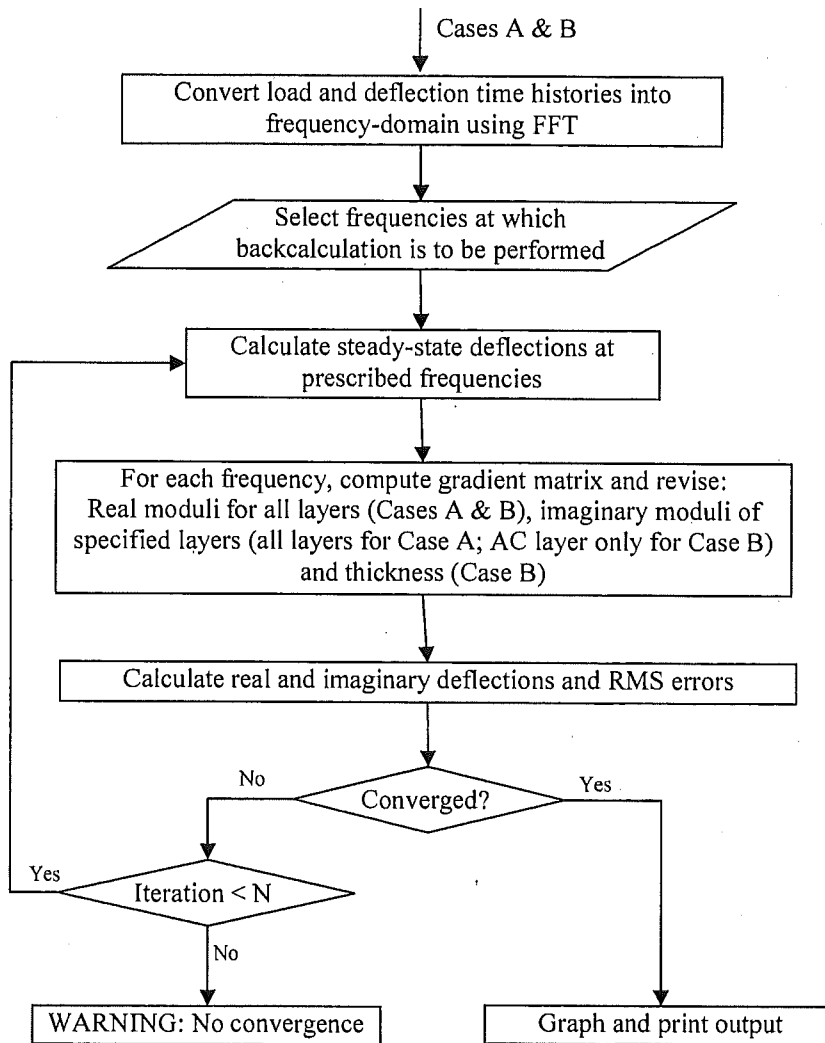 Cases A & B
Convert load and deflection time histories into
frequency-domain using FFT
Select frequencies at which
backcalculation is to be performed
Calculate steady-state deflections at
prescribed frequencies
For each frequency, compute gradient matrix and revise:
Real moduli for all layers (Cases A & B), imaginary moduli of
specified layers (all layers for Case A; AC layer only for Case B)
and thickness (Case B)
Calculate real and imaginary deflections and RMS errors
No
Converged?
Yes
Yes
Iteration < N
No
WARNING: No convergence
Graph and print output